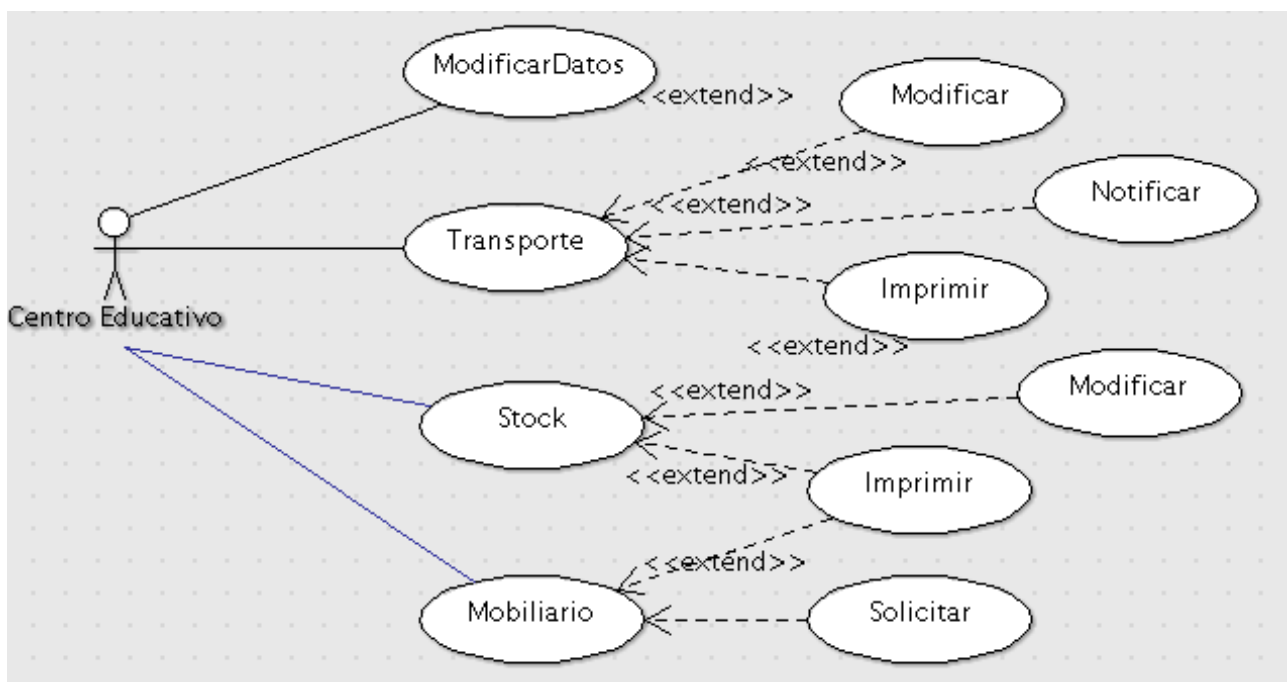 ModificarDatos
<<extend>>
Modificar
<<extend>>
Notificar
<<extend>>
Transporte
Imprimir
Centro Educativo
<<extend>>
Modificar
<<extend>>
Stock
<<extend>>
Imprimir
<<extend>>
Mobiliario
Solicitar